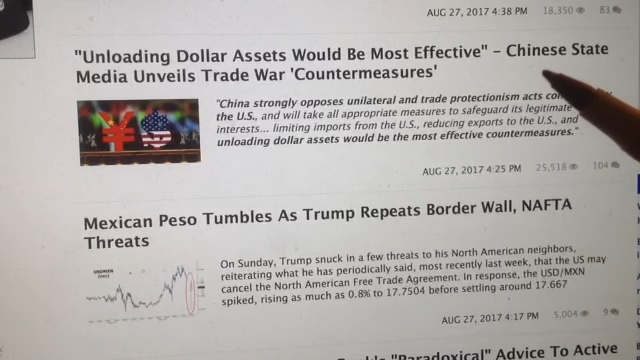 AUG 27, 2017 4:38 PM 18,350 83
"Unloading Dollar Assets Would Be Most Effective" – Chinese State
Media Unveils Trade War 'Countermeasures'
"China strongly opposes unilateral and trade protectionism acts
the U.S., and will take all appropriate measures to safeguard its legitimate
interests... limiting imports from the U.S., reducing exports to the U.S., and
unloading dollar assets would be the most effective countermeasures."
AUG 27, 2017 4:25 PM 25,518 104
Mexican Peso Tumbles As Trump Repeats Border Wall, NAFTA
Threats
On Sunday, Trump snuck in a few threats to his North American neighbors,
reiterating what he has periodically said, most recently last week, that the US may
cancel the North American Free Trade Agreement. In response, the USD/MXN
spiked, rising as much as 0.8% to 17.7504 before settling around 17.667
AUG 27, 2017 4:17 PM 5,004 9
"Paradoxical" Advice To Active